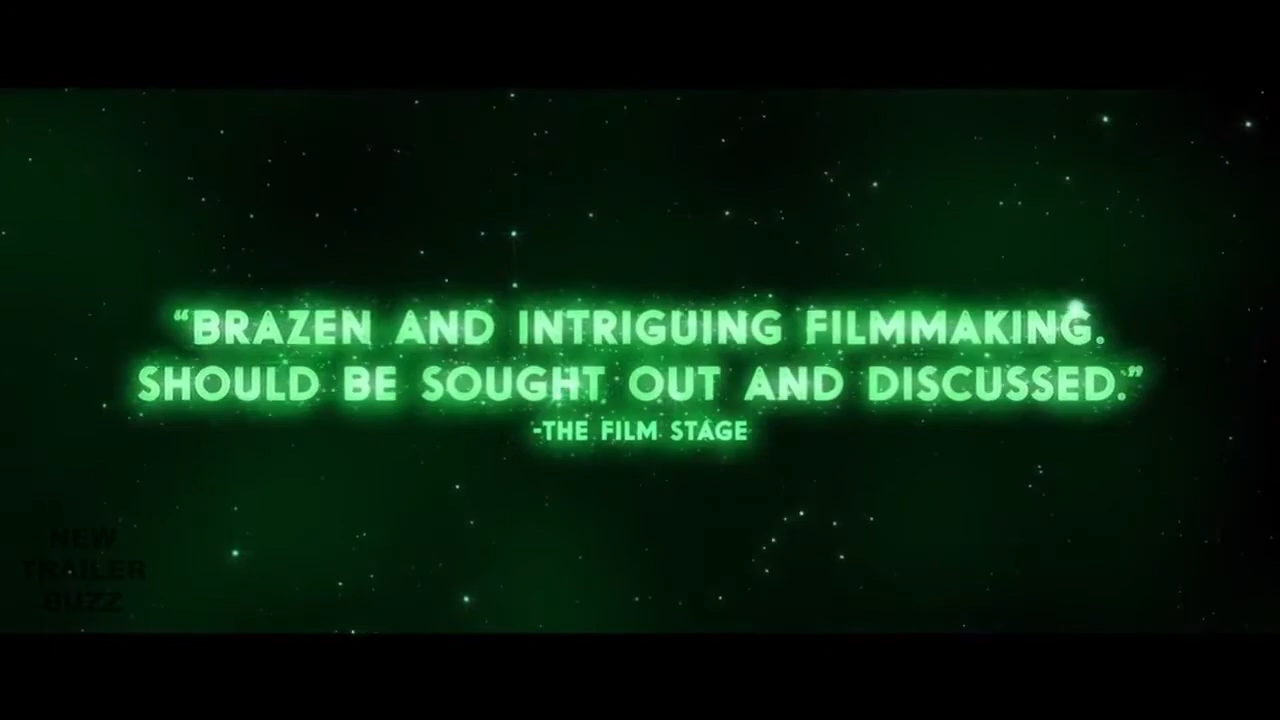 “BRAZEN AND INTRIGUING FILMMAKING.
SHOULD BE SOUGHT OUT AND DISCUSSED.”
-THE FILM STAGE
NEW
TRAILER
BUZZ